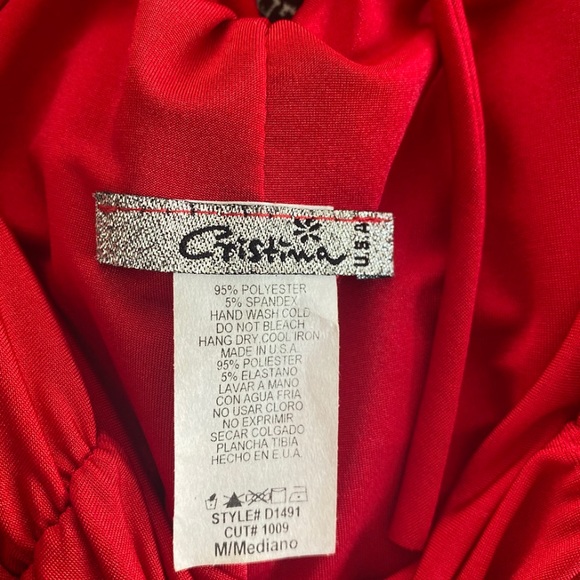 Cristina U.S.A
95% POLYESTER
5% SPANDEX
HAND WASH COLD
DO NOT BLEACH
HANG DRY COOL IRON
MADE IN U.S.A.
95% POLIESTER
5% ELASTANO
LAVAR A MANO
CON AGUA FRIA
NO USAR CLORO
NO EXPRIMIR
SECAR COLGADO
PLANCHA TIBIA
HECHO EN E.U.A.
STYLE# D1491
CUT# 1009
M/Mediano